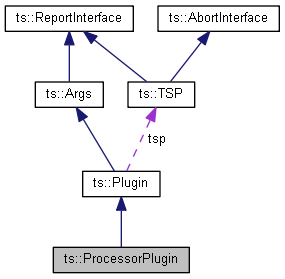 ts::ReportInterface
ts::AbortInterface
ts::Args
ts::TSP
tsp
ts::Plugin
ts::ProcessorPlugin